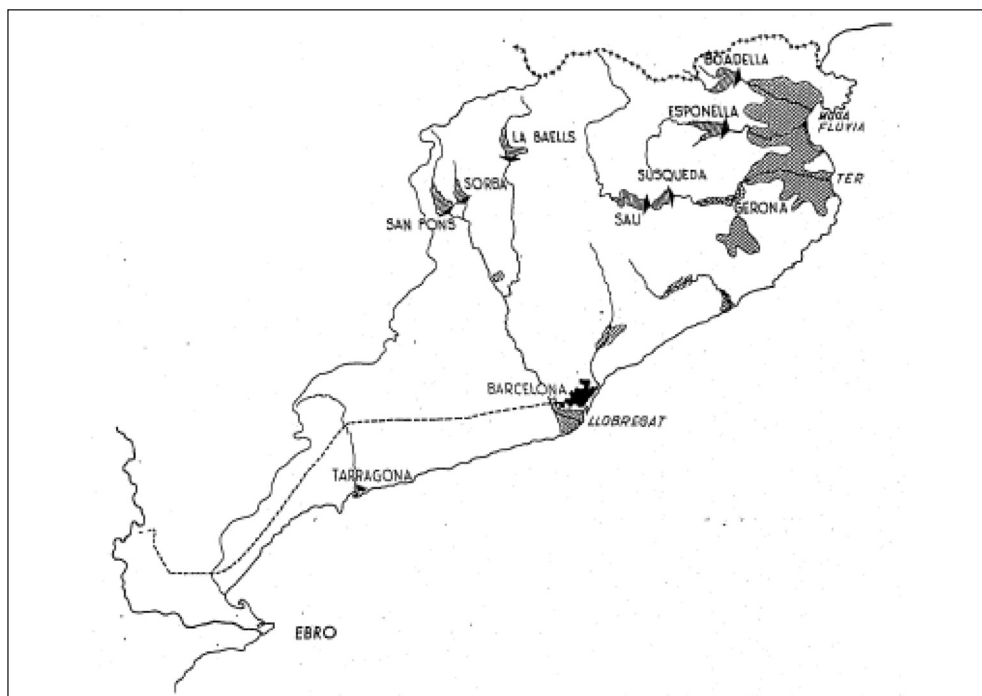 BOADELLA
ESPONELLA
MUGA
FLUVIA
LA BAELLS
SORBA
SUSQUEDA
TER
SAN PONS
SAU
GERONA
BARCELONA
LLOBREGAT
TARRAGONA
EBRO